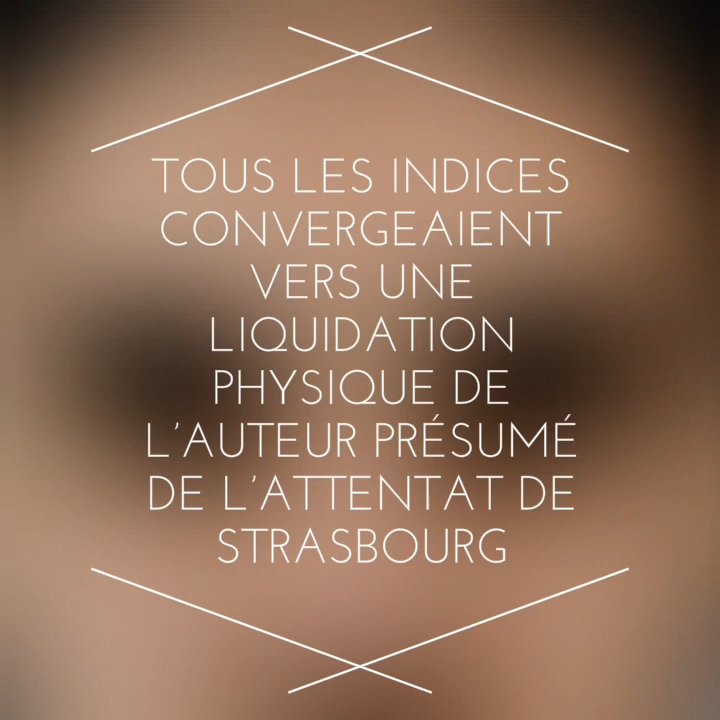 TOUS LES INDICES
CONVERGEAIENT
VERS UNE
LIQUIDATION
PHYSIQUE DE
L'AUTEUR PRÉSUMÉ
DE L'ATTENTAT DE
STRASBOURG